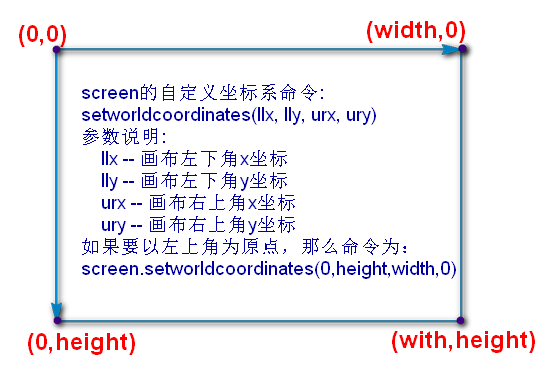 (0,0)
(width,0)
screen的自定义坐标系命令:
setworldcoordinates(llx, lly, urx, ury)
参数说明:
llx -- 画布左下角x坐标
lly -- 画布左下角y坐标
urx -- 画布右上角x坐标
ury -- 画布右上角y坐标
如果要以左上角为原点，那么命令为：
screen.setworldcoordinates(0,height,width,0)
(0,height)
(with,height)